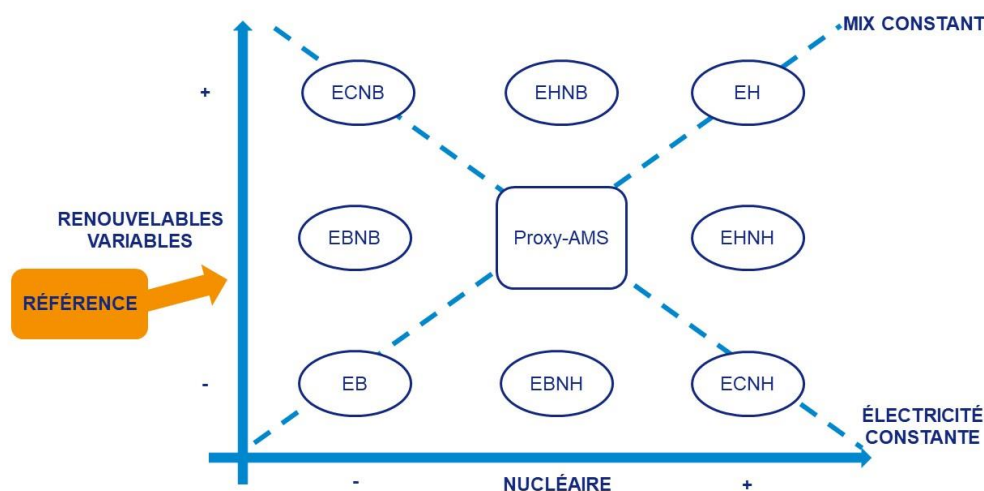 MIX CONSTANT
+
ECNB
EHNB
EH
RENOUVELABLES
VARIABLES
EBNB
Proxy-AMS
EHNH
RÉFÉRENCE
-
EB
EBNH
ECNH
ÉLECTRICITÉ
CONSTANTE
-
NUCLÉAIRE
+